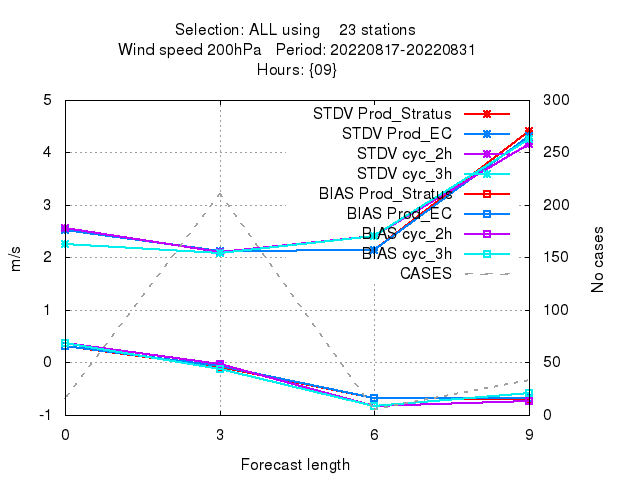 Selection: ALL using    23 stations
Wind speed 200hPa   Period: 20220817-20220831
Hours: {09}
5
4
3
2
1
0
-1
m/s
300
250
200
150
100
50
0
No cases
STDV Prod_Stratus
STDV Prod_EC
STDV cyc_2h
STDV cyc_3h
BIAS Prod_Stratus
BIAS Prod_EC
BIAS cyc_2h
BIAS cyc_3h
CASES
0 3 6 9
Forecast length